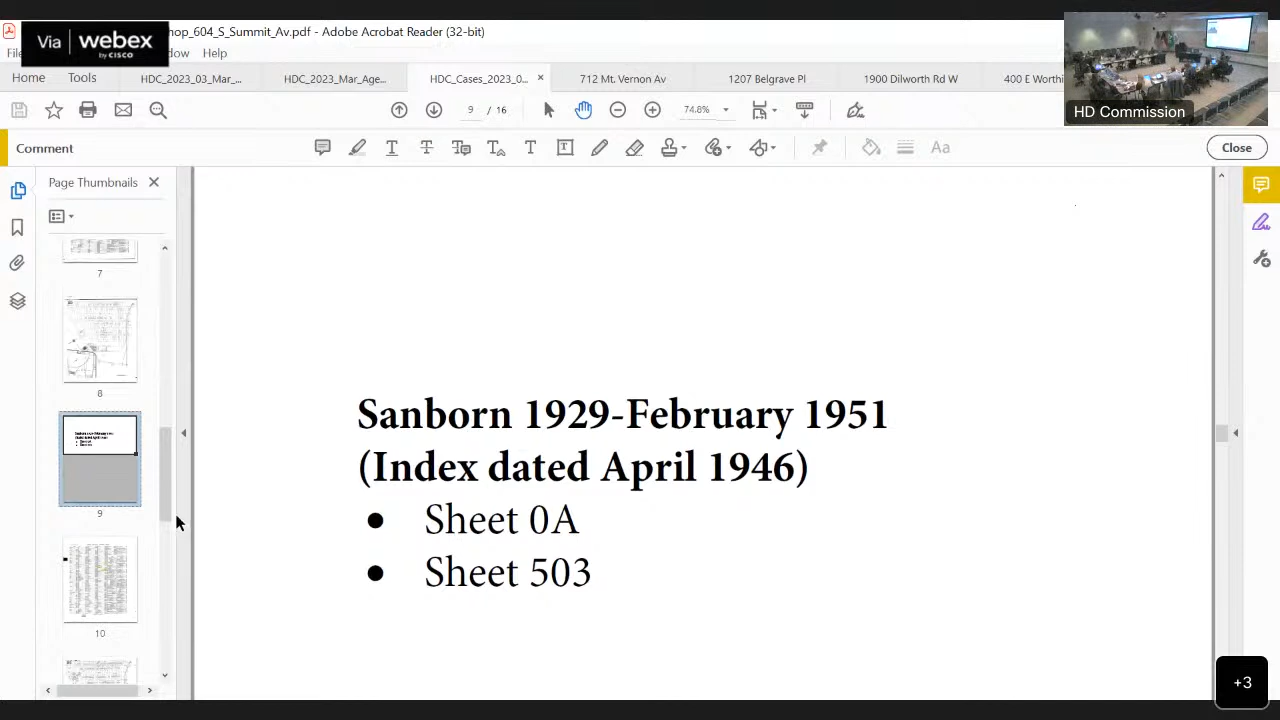 Via webex
by CISCO
hop_604_S_Summit_Av.pdf - Adobe Acrobat Reader (32-bit)
dow Help
Home Tools HDC_2023_03_Mar_... HDC_2023_Mar_Age... HDC_Cases_2023_0... × 712 Mt. Vernon Av 1207 Belgrave Pl 1900 Dilworth Rd W 400 E Worthi
HD Commission
9 / 16 74.8%
Comment
Aa
Close
Page Thumbnails
7
8
9
10
Sanborn 1929-February 1951
(Index dated April 1946)
● Sheet 0A
● Sheet 503
+3